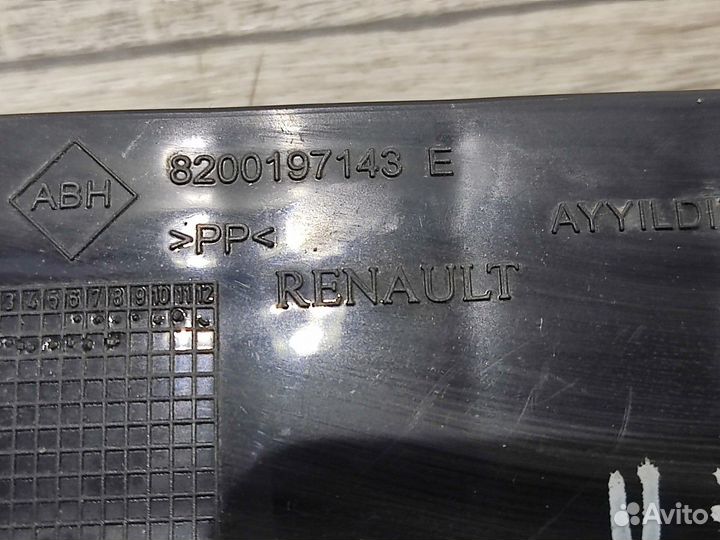 ABH
8200197143 E
>PP<
AYYILDI
RENAULT
3 4 5 6 7 8 9 10 11 12
Avito